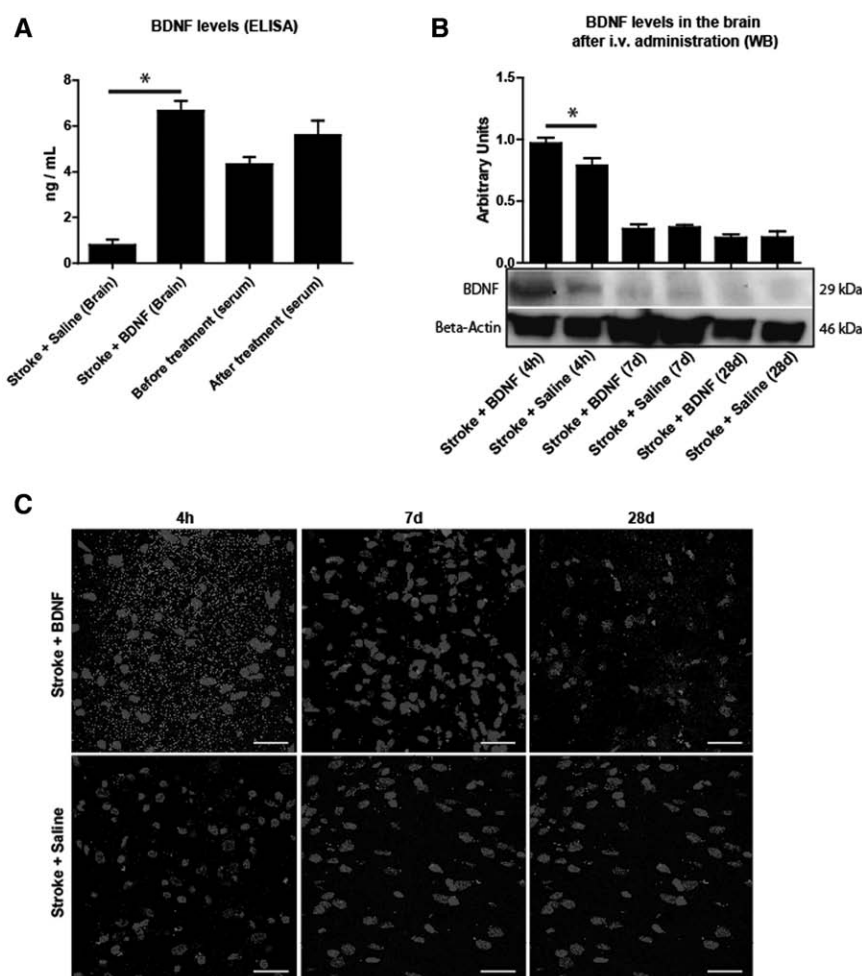 A
BDNF levels (ELISA)
*
8
6
4
2
0
ng / mL
Stroke + Saline (Brain)
Stroke + BDNF (Brain)
Before treatment (serum)
After treatment (serum)
B
BDNF levels in the brain
after i.v. administration (WB)
*
1.5
1.0
0.5
0.0
Arbitrary Units
BDNF
29 kDa
Beta-Actin
46 kDa
Stroke + BDNF (4h)
Stroke + Saline (4h)
Stroke + BDNF (7d)
Stroke + Saline (7d)
Stroke + BDNF (28d)
Stroke + Saline (28d)
C
4h
7d
28d
Stroke + BDNF
Stroke + Saline